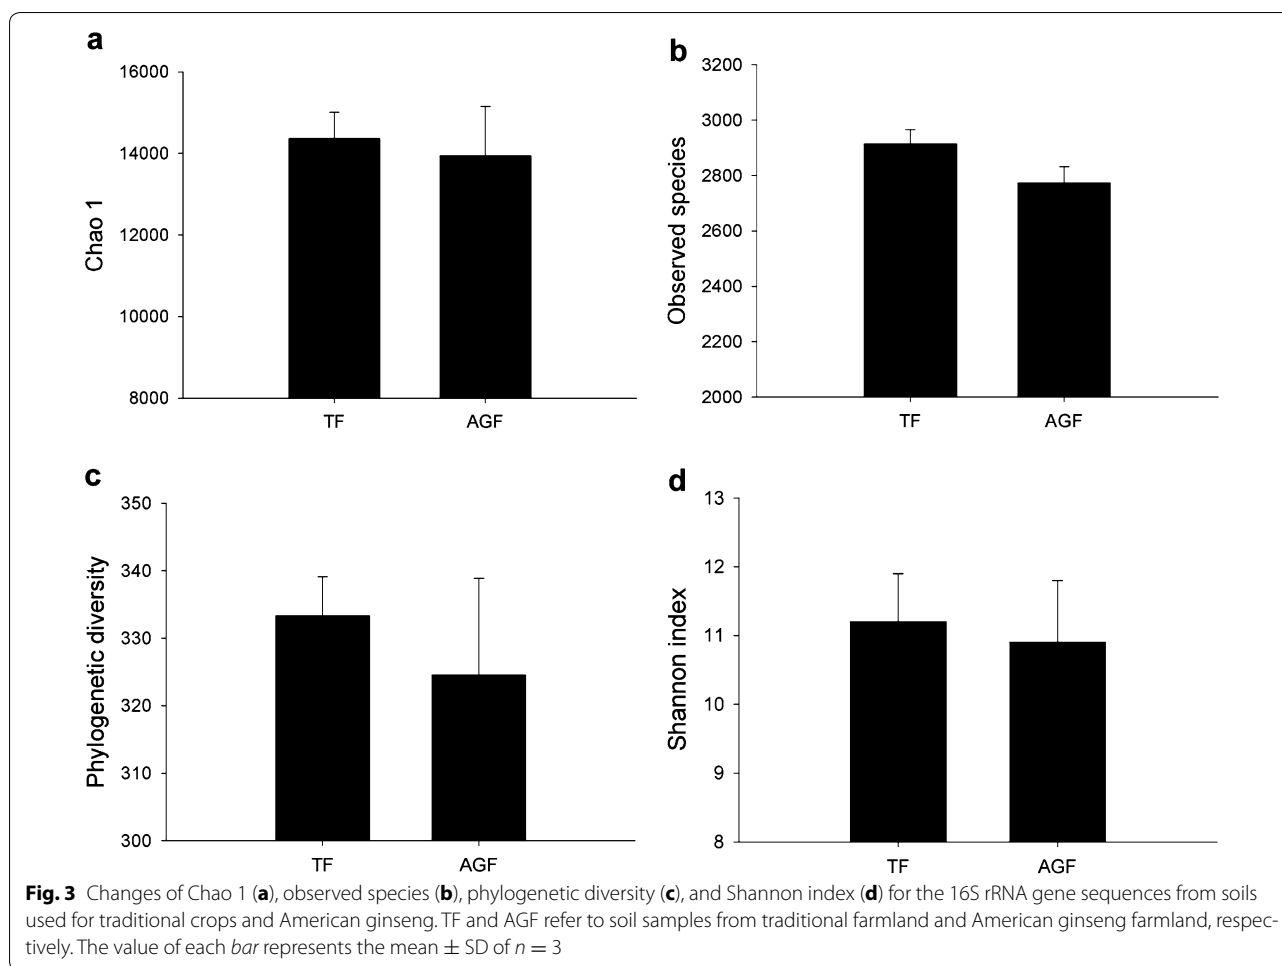 a
16000
14000
12000
10000
8000
Chao 1
TF AGF
b
3200
3000
2800
2600
2400
2200
2000
Observed species
TF AGF
c
350
340
330
320
310
300
Phylogenetic diversity
TF AGF
d
13
12
11
10
9
8
Shannon index
TF AGF
Fig. 3 Changes of Chao 1 (a), observed species (b), phylogenetic diversity (c), and Shannon index (d) for the 16S rRNA gene sequences from soils
used for traditional crops and American ginseng. TF and AGF refer to soil samples from traditional farmland and American ginseng farmland, respec-
tively. The value of each bar represents the mean ± SD of n = 3